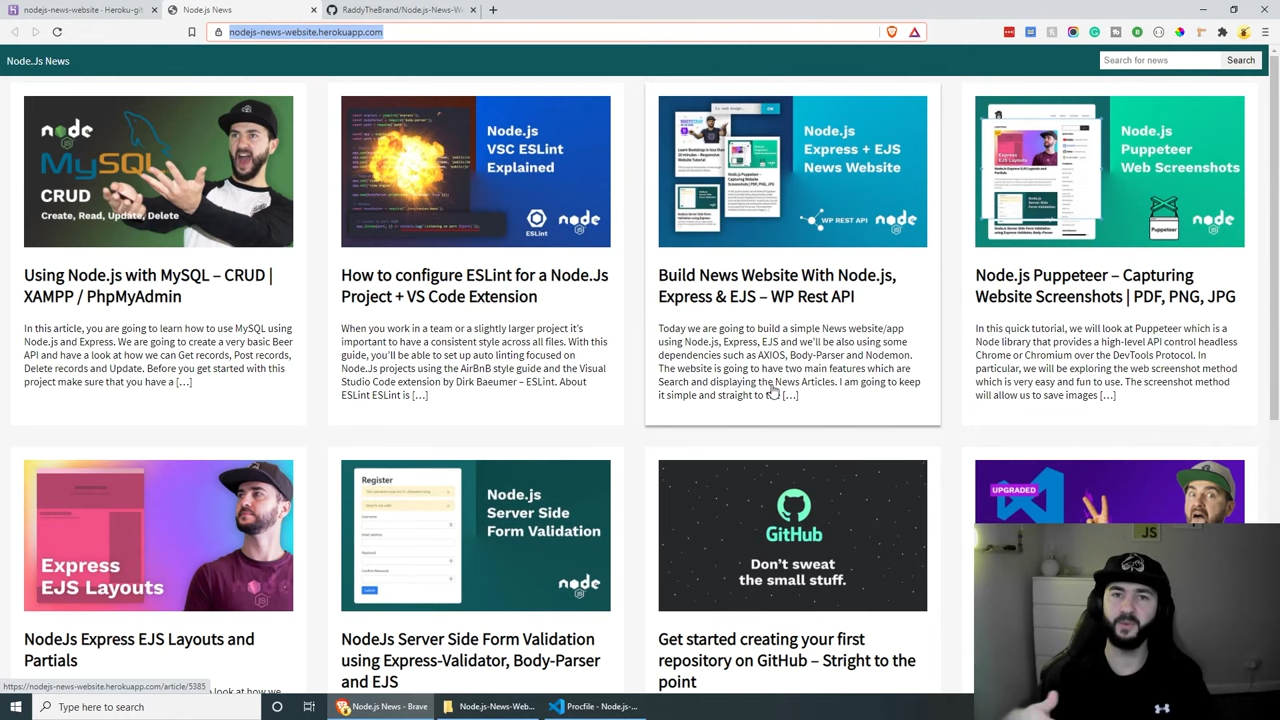 nodejs-news-website - Heroku-git
Node.js News
RaddyTheBrand/Node.js-News-W
nodejs-news-website.herokuapp.com
Node.Js News
Search for news
Search
node
MySQL
CRUD
Create, Read, Update, Delete
Using Node.js with MySQL – CRUD |
XAMPP / PhpMyAdmin
In this article, you are going to learn how to use MySQL using
Node.js and Express. We are going to create a very basic Beer
API and have a look at how we can Get records, Post records,
Delete records and Update. Before you get started with this
project make sure that you have a […]
Node.js
VSC ESLint
Explained
ESLint
node
How to configure ESLint for a Node.Js
Project + VS Code Extension
When you work in a team or a slightly larger project it's
important to have a consistent style across all files. With this
guide, you'll be able to set up auto linting focused on
Node.Js projects using the AirBnB style guide and the Visual
Studio Code extension by Dirk Baeumer – ESLint. About
ESLint ESLint is […]
Node.js
Express + EJS
News Website
WP REST API
node
Build News Website With Node.js,
Express & EJS – WP Rest API
Today we are going to build a simple News website/app
using Node.js, Express, EJS and we'll be also using some
dependencies such as AXIOS, Body-Parser and Nodemon.
The website is going to have two main features which are
Search and displaying the News Articles. I am going to keep
it simple and straight to […]
Node.js
Puppeteer
Web Screenshots
Puppeteer
node
Node.js Puppeteer – Capturing
Website Screenshots | PDF, PNG, JPG
In this quick tutorial, we will look at Puppeteer which is a
Node library that provides a high-level API control headless
Chrome or Chromium over the DevTools Protocol. In
particular, we will be exploring the web screenshot method
which is very easy and fun to use. The screenshot method
will allow us to save images […]
Express
EJS Layouts
NodeJs Express EJS Layouts and
Partials
look at how we
Register
Node.js
Server Side
Form Validation
node
NodeJs Server Side Form Validation
using Express-Validator, Body-Parser
and EJS
GitHub
Don't sweat
the small stuff.
Get started creating your first
repository on GitHub – Stright to the
point
UPGRADED
JS
https://nodejs-news-website.herokuapp.com/article/5385
Type here to search
Node.js News - Brave
Node.js-News-Web...
Procfile - Node.js-...